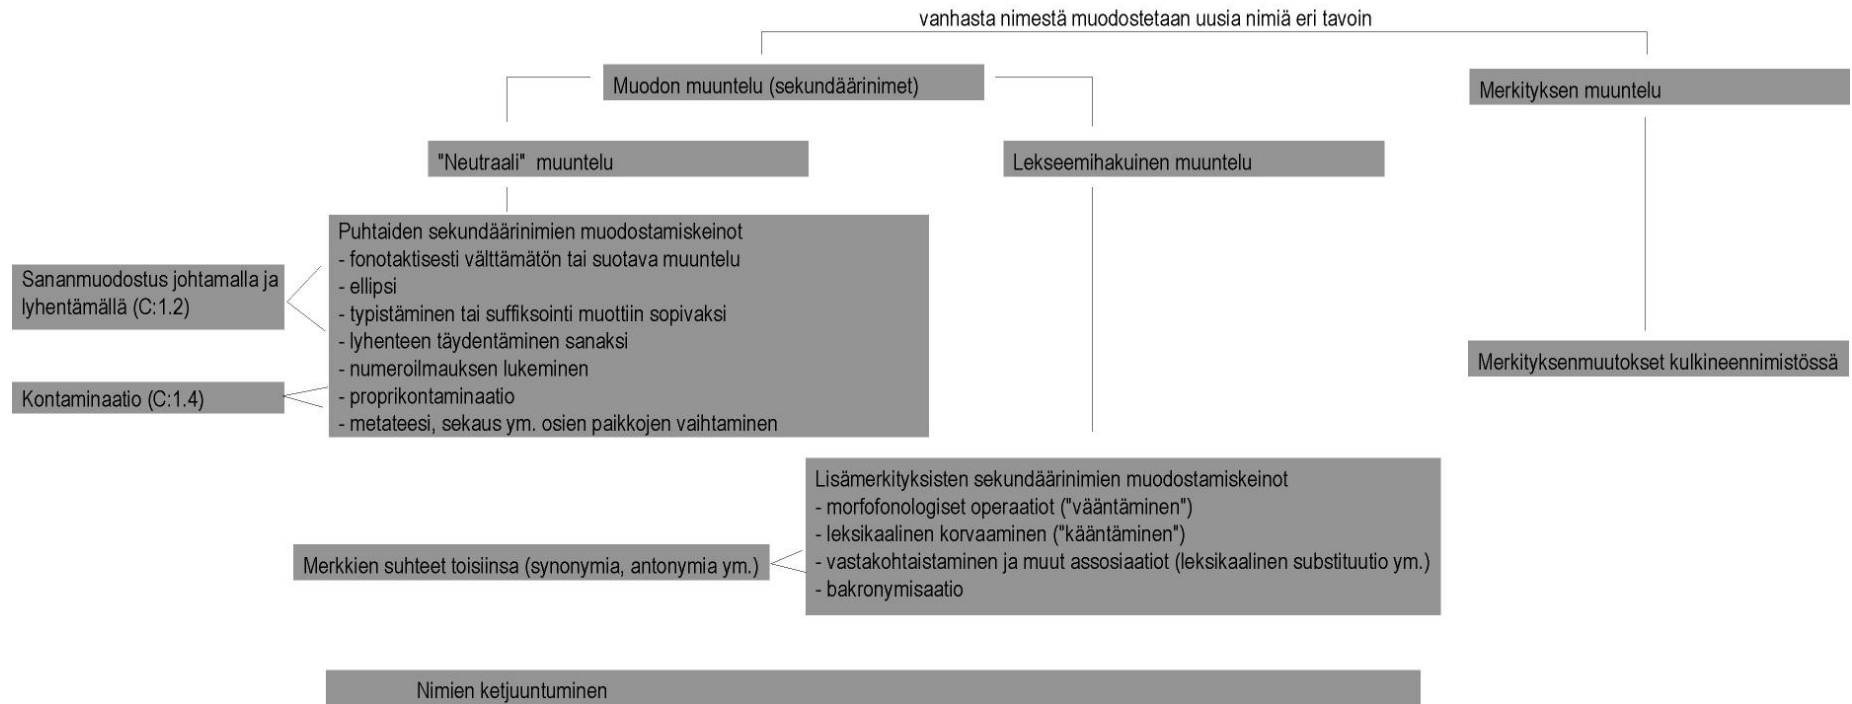 vanhasta nimestä muodostetaan uusia nimiä eri tavoin
Muodon muuntelu (sekundäärinimet)
Merkityksen muuntelu
"Neutraali" muuntelu
Lekseemihakuinen muuntelu
Puhtaiden sekundäärinimien muodostamiskeinot
- fonotaktisesti välttämätön tai suotava muuntelu
- ellipsi
- typistäminen tai suffiksointi muottiin sopivaksi
- lyhenteen täydentäminen sanaksi
- numeroilmauksen lukeminen
- proprikontaminaatio
- metateesi, sekaus ym. osien paikkojen vaihtaminen
Sananmuodostus johtamalla ja
lyhentämällä (C:1.2)
Kontaminaatio (C:1.4)
Merkityksenmuutokset kulkineennimistössä
Lisämerkityksisten sekundäärinimien muodostamiskeinot
- morfofonologiset operaatiot ("vääntäminen")
- leksikaalinen korvaaminen ("kääntäminen")
- vastakohtaistaminen ja muut assosiaatiot (leksikaalinen substituutio ym.)
- bakronymisaatio
Merkkien suhteet toisiinsa (synonymia, antonymia ym.)
Nimien ketjuuntuminen